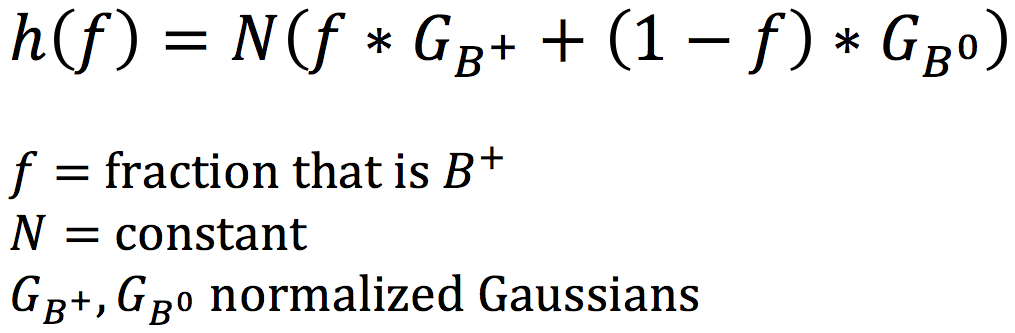 h(f) = N(f * G_{B^+} + (1 − f) * G_{B^0})
f = fraction that is B^+
N = constant
G_{B^+}, G_{B^0} normalized Gaussians